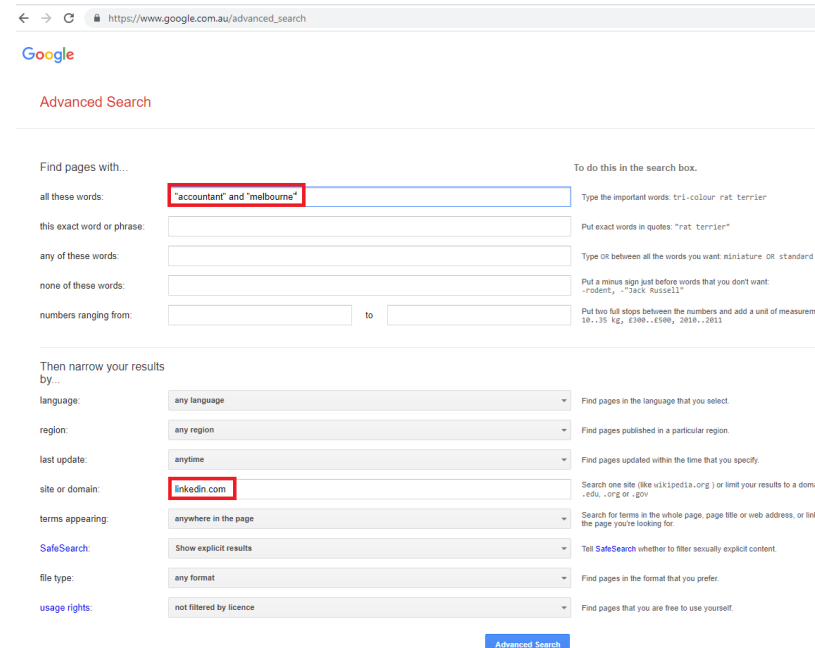 https://www.google.com.au/advanced_search
Google
Advanced Search
Find pages with...
To do this in the search box.
all these words:
"accountant" and "melbourne"
Type the important words: tri-colour rat terrier
this exact word or phrase:
Put exact words in quotes: "rat terrier"
any of these words:
Type OR between all the words you want: miniature OR standard
none of these words:
Put a minus sign just before words that you don't want:
-rodent, -"Jack Russell"
numbers ranging from:
to
Put two full stops between the numbers and add a unit of
10..35 kg, £300..£500, 2010..2011
Then narrow your results
by...
language:
any language
Find pages in the language that you select.
region:
any region
Find pages published in a particular region.
last update:
anytime
Find pages updated within the time that you specify.
site or domain:
linkedin.com
Search one site (like wikipedia.org ) or limit your results to a
.edu, .org or .gov
terms appearing:
anywhere in the page
Search for terms in the whole page, page title or web address, or
the page you're looking for.
SafeSearch:
Show explicit results
Tell SafeSearch whether to filter sexually explicit content.
file type:
any format
Find pages in the format that you prefer.
usage rights:
not filtered by licence
Find pages that you are free to use yourself.
Advanced Search